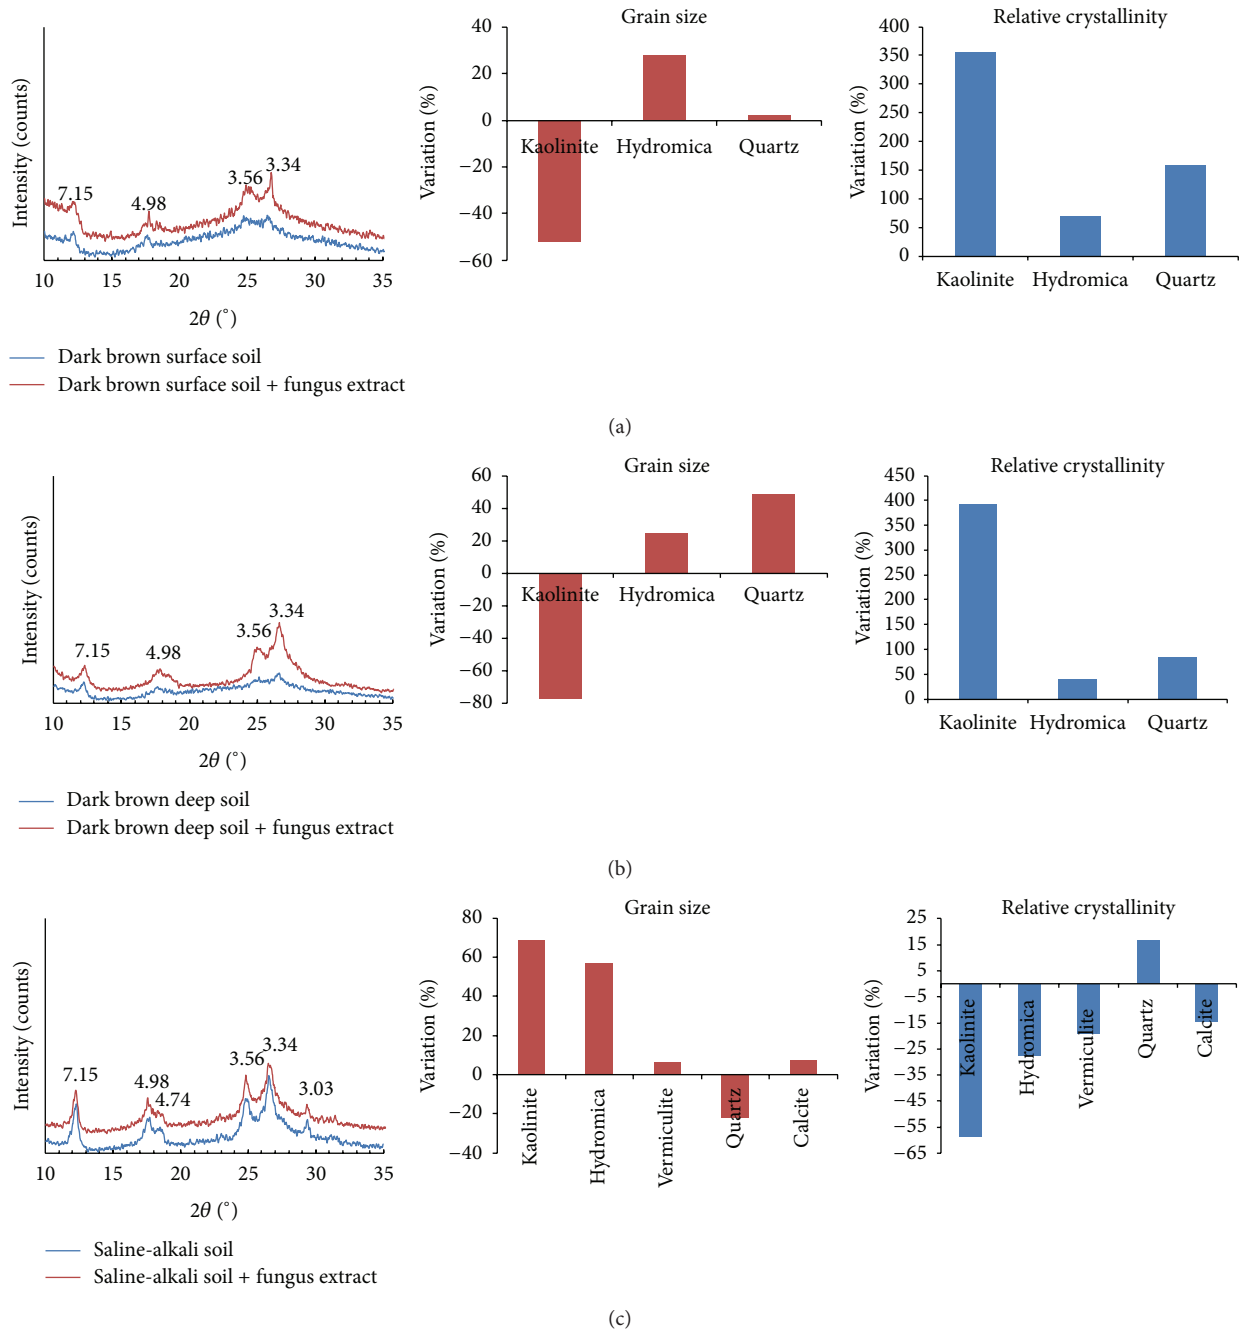 Intensity (counts)
7.15
4.98
3.56
3.34
10 15 20 25 30 35
2θ (°)
Dark brown surface soil
Dark brown surface soil + fungus extract
Grain size
Variation (%)
40
20
0
−20
−40
−60
Kaolinite Hydromica Quartz
Relative crystallinity
Variation (%)
400
350
300
250
200
150
100
50
0
Kaolinite Hydromica Quartz
(a)
Intensity (counts)
7.15
4.98
3.56
3.34
10 15 20 25 30 35
2θ (°)
Dark brown deep soil
Dark brown deep soil + fungus extract
Grain size
Variation (%)
60
40
20
0
−20
−40
−60
−80
Kaolinite Hydromica Quartz
Relative crystallinity
Variation (%)
450
400
350
300
250
200
150
100
50
0
Kaolinite Hydromica Quartz
(b)
Intensity (counts)
7.15
4.98
4.74
3.56
3.34
3.03
10 15 20 25 30 35
2θ (°)
Saline-alkali soil
Saline-alkali soil + fungus extract
Grain size
Variation (%)
80
60
40
20
0
−20
−40
Kaolinite
Hydromica
Vermiculite
Quartz
Calcite
Relative crystallinity
Variation (%)
25
15
5
−5
−15
−25
−35
−45
−55
−65
Kaolinite
Hydromica
Vermiculite
Quartz
Calcite
(c)